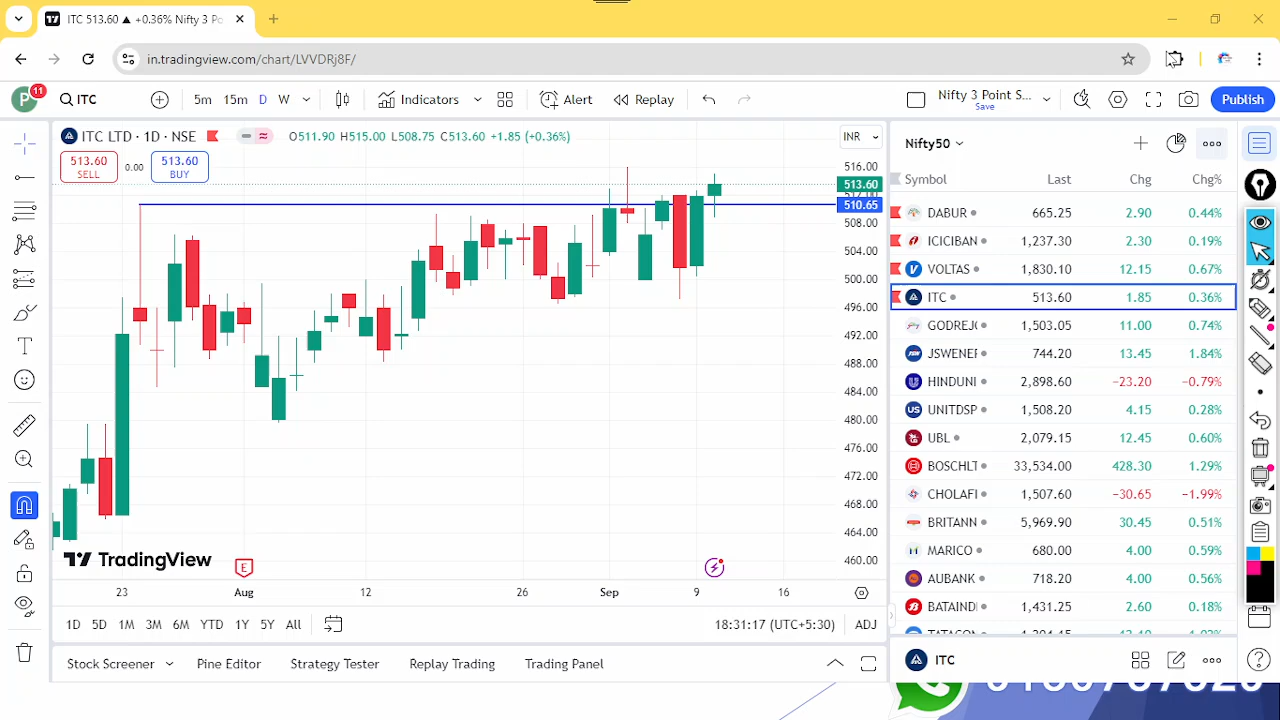 ITC 513.60 ▲ +0.36% Nifty 3 Po
in.tradingview.com/chart/LVVDRj8F/
P 11 ITC 5m 15m D W Indicators Alert Replay Nifty 3 Point S... Save Publish
ITC LTD · 1D · NSE O511.90 H515.00 L508.75 C513.60 +1.85 (+0.36%) INR
513.60 SELL 0.00 513.60 BUY
516.00
513.60
512.00
510.65
508.00
504.00
500.00
496.00
492.00
488.00
484.00
480.00
476.00
472.00
468.00
464.00
460.00
TradingView
E
23 Aug 12 26 Sep 9 16
1D 5D 1M 3M 6M YTD 1Y 5Y All 18:31:17 (UTC+5:30) ADJ
Stock Screener Pine Editor Strategy Tester Replay Trading Trading Panel
Nifty50
Symbol Last Chg Chg%
DABUR 665.25 2.90 0.44%
ICICIBAN 1,237.30 2.30 0.19%
VOLTAS 1,830.10 12.15 0.67%
ITC 513.60 1.85 0.36%
GODREJ 1,503.05 11.00 0.74%
JSWENEF 744.20 13.45 1.84%
HINDUNI 2,898.60 −23.20 −0.79%
UNITDSP 1,508.20 4.15 0.28%
UBL 2,079.15 12.45 0.60%
BOSCHLT 33,534.00 428.30 1.29%
CHOLAFI 1,507.60 −30.65 −1.99%
BRITANN 5,969.90 30.45 0.51%
MARICO 680.00 4.00 0.59%
AUBANK 718.20 4.00 0.56%
BATAIND 1,431.25 2.60 0.18%
ITC